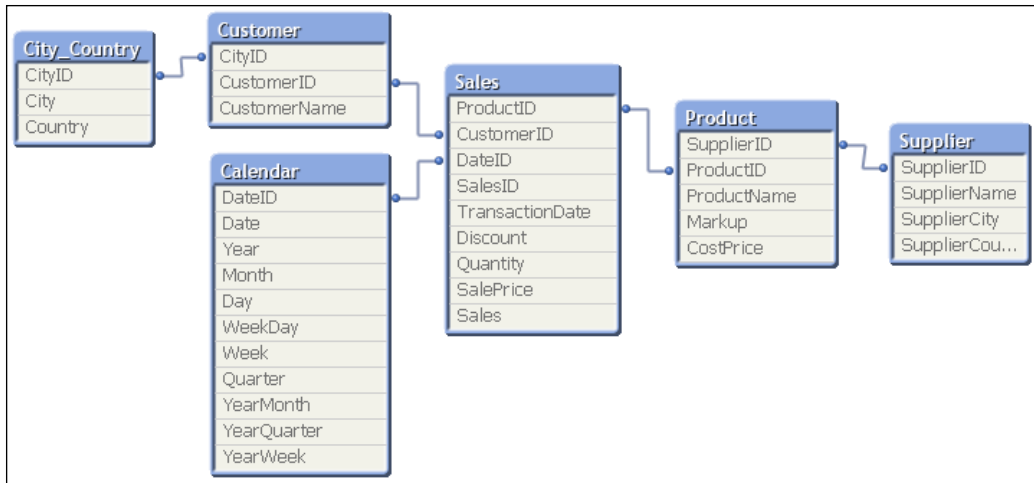 City_Country
CityID
City
Country
Customer
CityID
CustomerID
CustomerName
Calendar
DateID
Date
Year
Month
Day
WeekDay
Week
Quarter
YearMonth
YearQuarter
YearWeek
Sales
ProductID
CustomerID
DateID
SalesID
TransactionDate
Discount
Quantity
SalePrice
Sales
Product
SupplierID
ProductID
ProductName
Markup
CostPrice
Supplier
SupplierID
SupplierName
SupplierCity
SupplierCou...